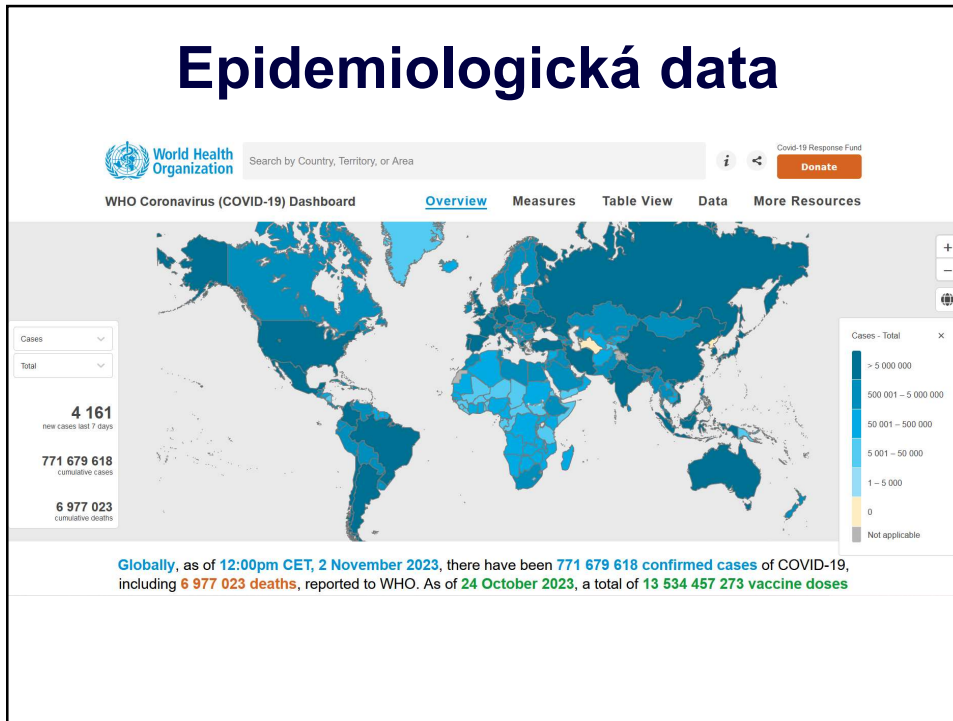 Epidemiologická data
World Health
Organization
Search by Country, Territory, or Area
i
Covid-19 Response Fund
Donate
WHO Coronavirus (COVID-19) Dashboard
Overview
Measures
Table View
Data
More Resources
+
−
Cases
Total
4 161
new cases last 7 days
771 679 618
cumulative cases
6 977 023
cumulative deaths
Cases - Total
×
> 5 000 000
500 001 – 5 000 000
50 001 – 500 000
5 001 – 50 000
1 – 5 000
0
Not applicable
Globally, as of 12:00pm CET, 2 November 2023, there have been 771 679 618 confirmed cases of COVID-19,
including 6 977 023 deaths, reported to WHO. As of 24 October 2023, a total of 13 534 457 273 vaccine doses